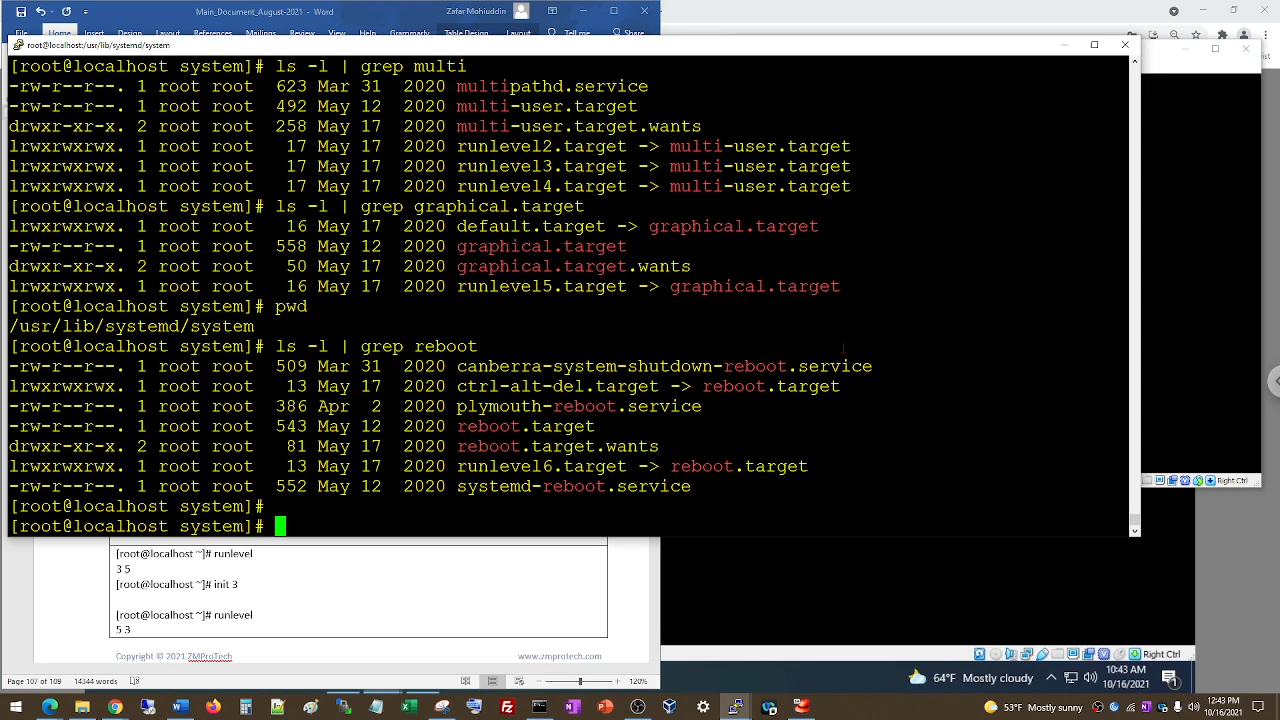 Main_Document_August-2021 - Word
Zafar Mohiuddin
root@localhost:/usr/lib/systemd/system
[root@localhost system]# ls -l | grep multi
-rw-r--r--. 1 root root 623 Mar 31 2020 multipathd.service
-rw-r--r--. 1 root root 492 May 12 2020 multi-user.target
drwxr-xr-x. 2 root root 258 May 17 2020 multi-user.target.wants
lrwxrwxrwx. 1 root root 17 May 17 2020 runlevel2.target -> multi-user.target
lrwxrwxrwx. 1 root root 17 May 17 2020 runlevel3.target -> multi-user.target
lrwxrwxrwx. 1 root root 17 May 17 2020 runlevel4.target -> multi-user.target
[root@localhost system]# ls -l | grep graphical.target
lrwxrwxrwx. 1 root root 16 May 17 2020 default.target -> graphical.target
-rw-r--r--. 1 root root 558 May 12 2020 graphical.target
drwxr-xr-x. 2 root root 50 May 17 2020 graphical.target.wants
lrwxrwxrwx. 1 root root 16 May 17 2020 runlevel5.target -> graphical.target
[root@localhost system]# pwd
/usr/lib/systemd/system
[root@localhost system]# ls -l | grep reboot
-rw-r--r--. 1 root root 509 Mar 31 2020 canberra-system-shutdown-reboot.service
lrwxrwxrwx. 1 root root 13 May 17 2020 ctrl-alt-del.target -> reboot.target
-rw-r--r--. 1 root root 386 Apr 2 2020 plymouth-reboot.service
-rw-r--r--. 1 root root 543 May 12 2020 reboot.target
drwxr-xr-x. 2 root root 81 May 17 2020 reboot.target.wants
lrwxrwxrwx. 1 root root 13 May 17 2020 runlevel6.target -> reboot.target
-rw-r--r--. 1 root root 552 May 12 2020 systemd-reboot.service
[root@localhost system]#
[root@localhost system]#
Right Ctrl
[root@localhost ~]# runlevel
3 5
[root@localhost ~]# init 3
[root@localhost ~]# runlevel
5 3
Copyright © 2021 ZMProTech www.zmprotech.com
Right Ctrl
Page 107 of 109 14344 words 120%
64°F Mostly cloudy 10:43 AM
10/16/2021
53°F Mostly sunny 12:43 PM
10/16/2021